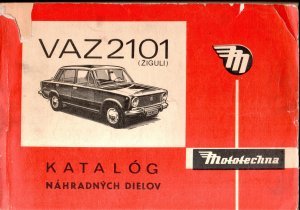 VAZ 2101
(ZIGULI)
M
Mototechna
KATALÓG
NÁHRADNÝCH DIELOV